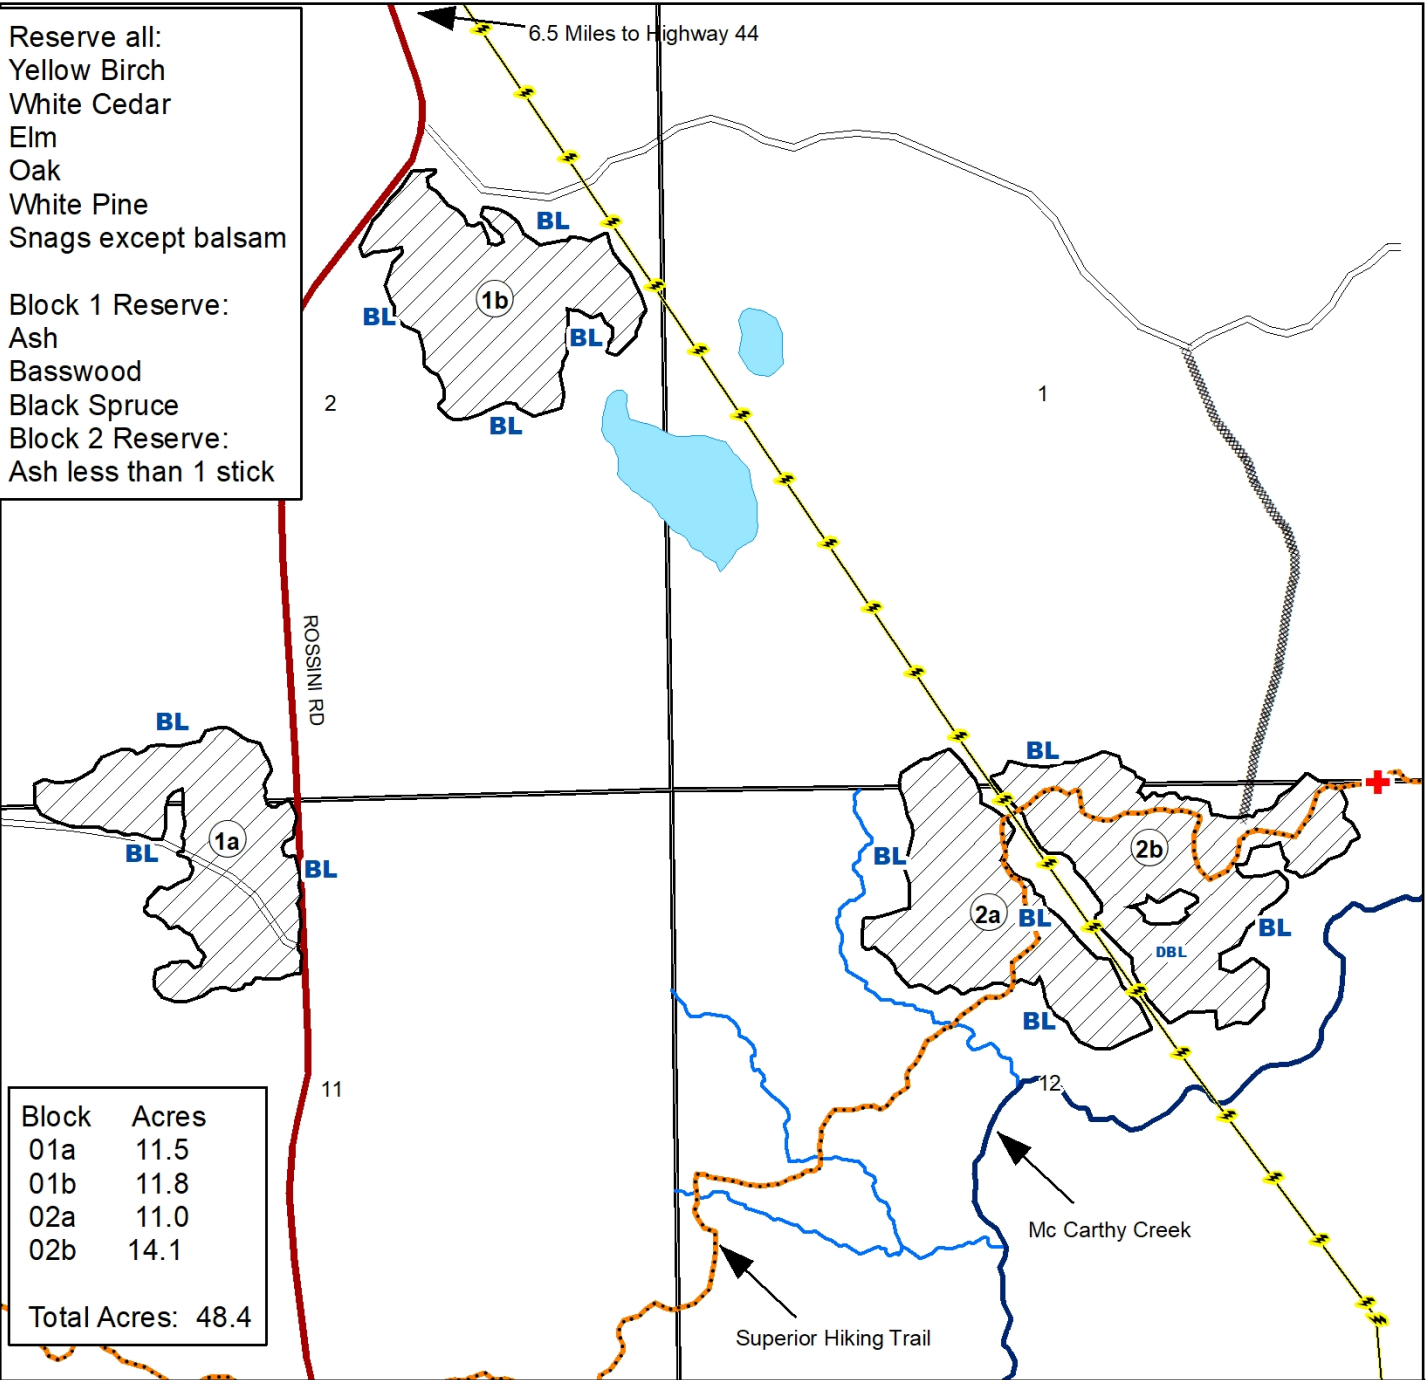 Reserve all:
Yellow Birch
White Cedar
Elm
Oak
White Pine
Snags except balsam
Block 1 Reserve:
Ash
Basswood
Black Spruce
Block 2 Reserve:
Ash less than 1 stick
6.5 Miles to Highway 44
BL
1b
BL
BL
BL
2
1
ROSSINI RD
BL
1a
BL
BL
BL
2b
BL
2a
BL
BL
DBL
BL
11
12
Mc Carthy Creek
Superior Hiking Trail
Block Acres
01a 11.5
01b 11.8
02a 11.0
02b 14.1
Total Acres: 48.4